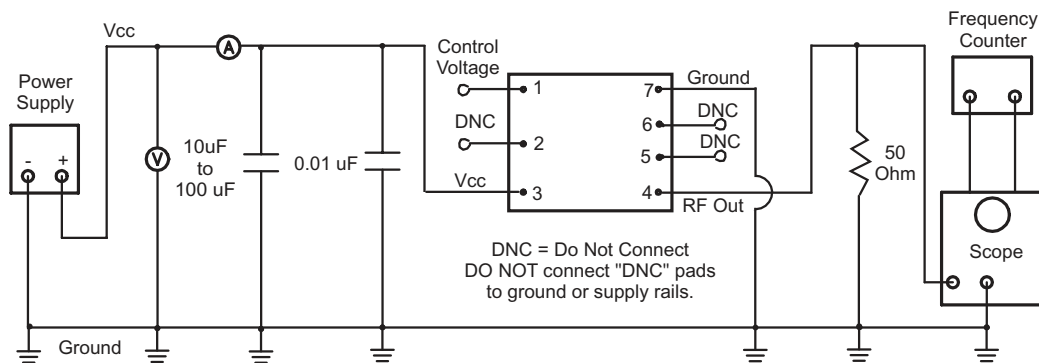 Vcc
Power
Supply
-
+
A
V
10uF
to
100 uF
0.01 uF
Ground
Control
Voltage
DNC
Vcc
1
2
3
7
6
5
4
Ground
DNC
DNC
RF Out
DNC = Do Not Connect
DO NOT connect "DNC" pads
to ground or supply rails.
50
Ohm
Frequency
Counter
Scope